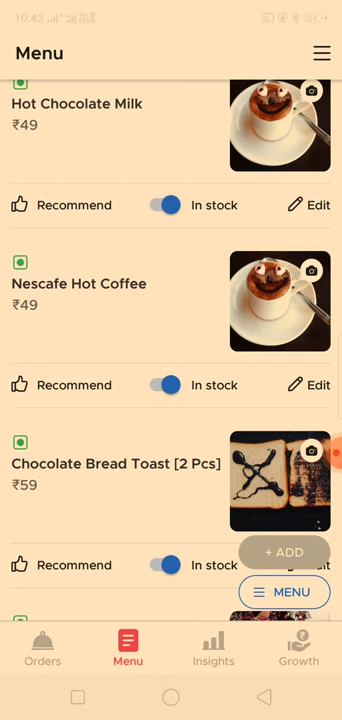 10:43
Menu
Hot Chocolate Milk
₹49
Recommend
In stock
Edit
Nescafe Hot Coffee
₹49
Recommend
In stock
Edit
Chocolate Bread Toast [2 Pcs]
₹59
+ ADD
Recommend
In stock
MENU
Orders
Menu
Insights
Growth